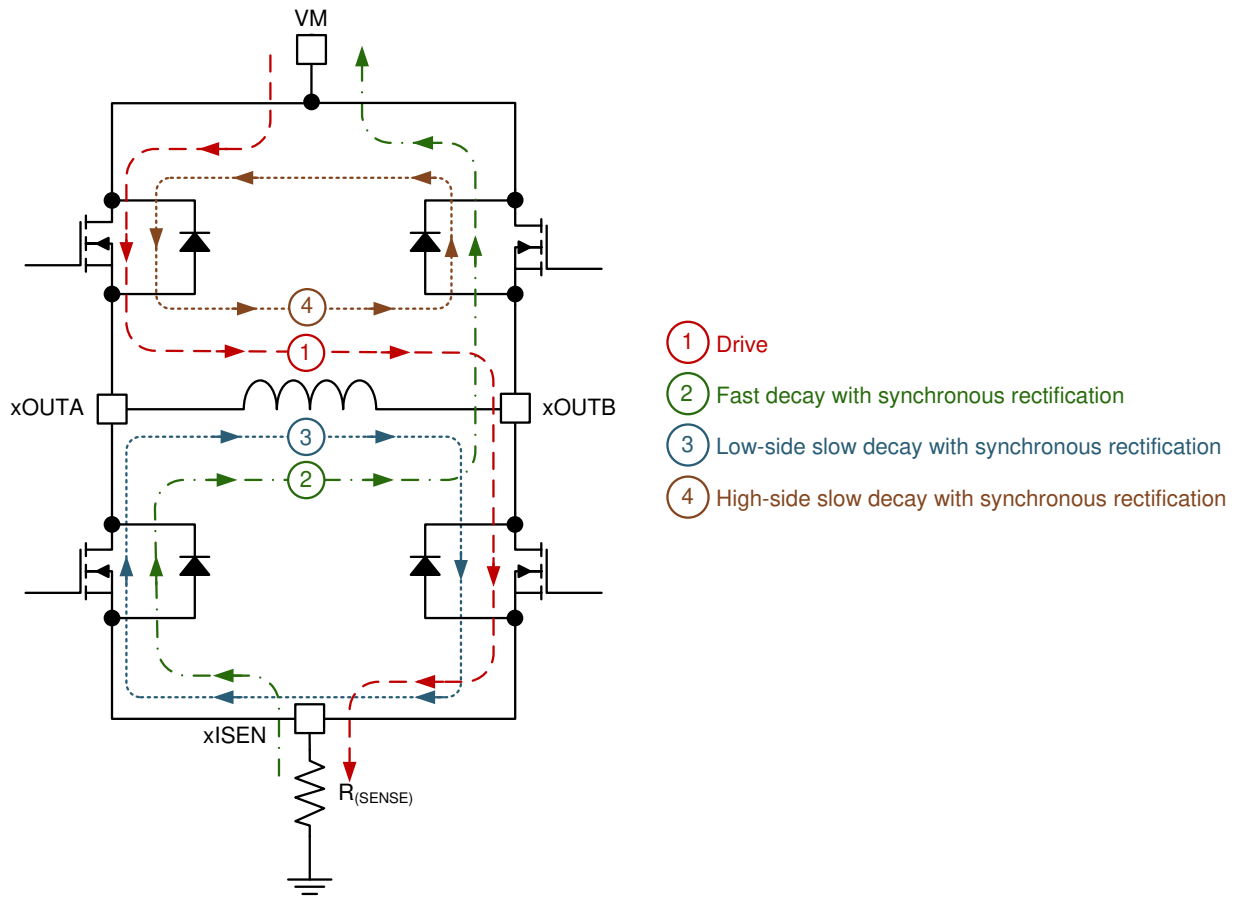 VM
4
1
xOUTA
xOUTB
3
2
xISEN
R(SENSE)
1 Drive
2 Fast decay with synchronous rectification
3 Low-side slow decay with synchronous rectification
4 High-side slow decay with synchronous rectification